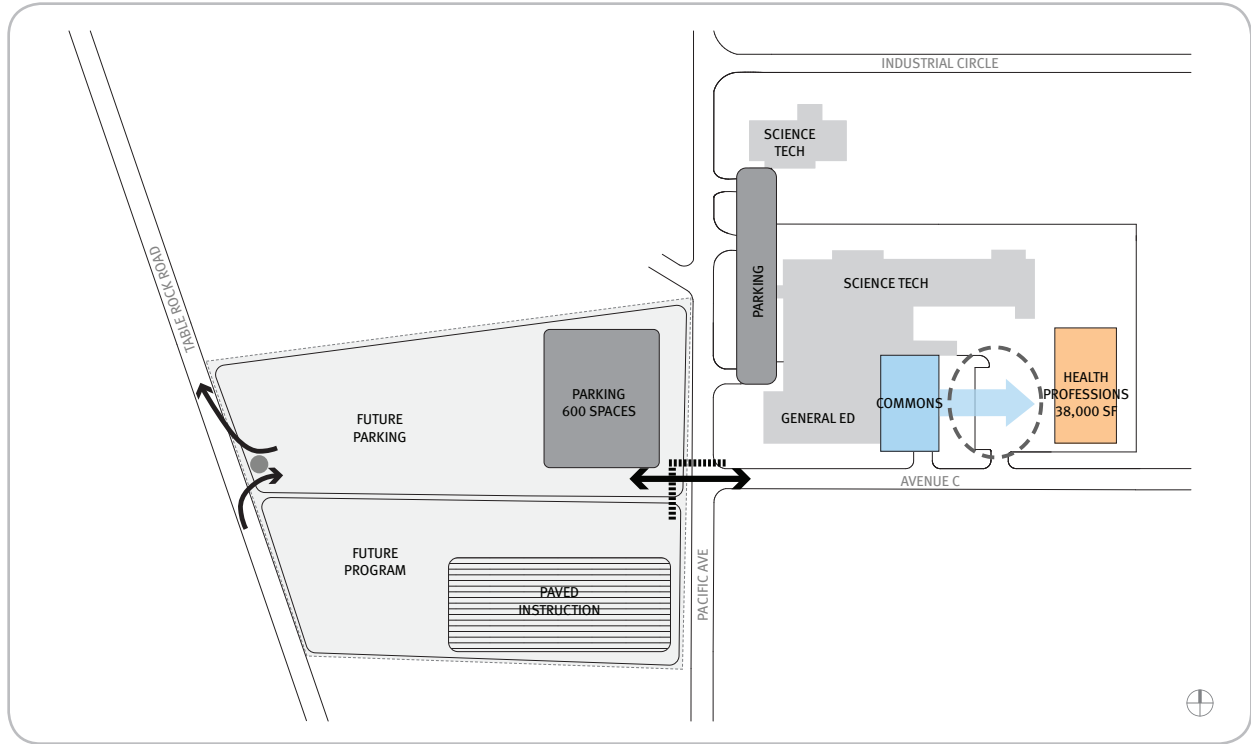 INDUSTRIAL CIRCLE
SCIENCE
TECH
TABLE ROCK ROAD
PARKING
SCIENCE TECH
PARKING
600 SPACES
HEALTH
PROFESSIONS
38,000 SF
COMMONS
FUTURE
PARKING
GENERAL ED
AVENUE C
FUTURE
PROGRAM
PACIFIC AVE
PAVED
INSTRUCTION